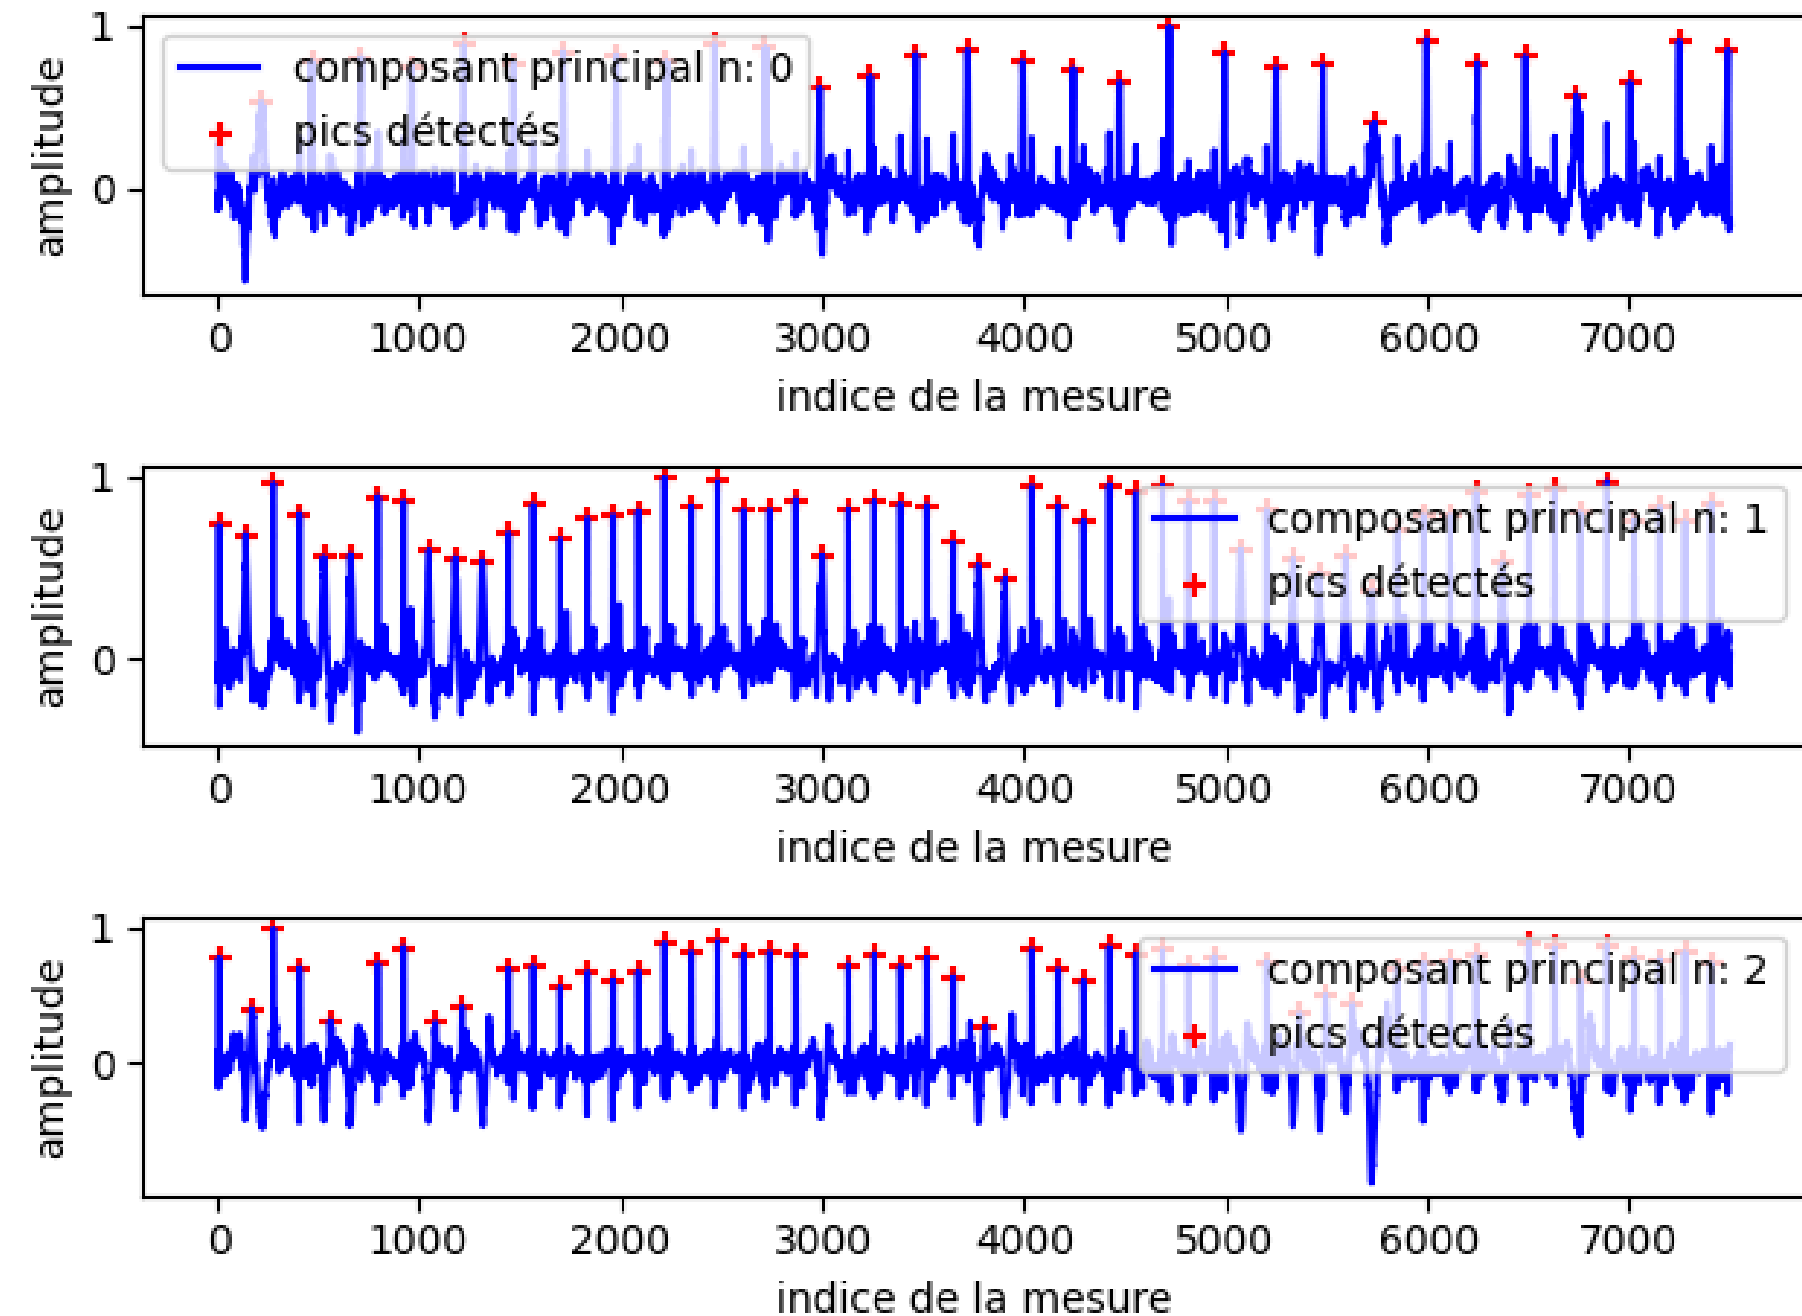 1
0
amplitude
composant principal n: 0
pics détectés
0 1000 2000 3000 4000 5000 6000 7000
indice de la mesure
1
0
amplitude
composant principal n: 1
pics détectés
0 1000 2000 3000 4000 5000 6000 7000
indice de la mesure
1
0
amplitude
composant principal n: 2
pics détectés
0 1000 2000 3000 4000 5000 6000 7000
indice de la mesure